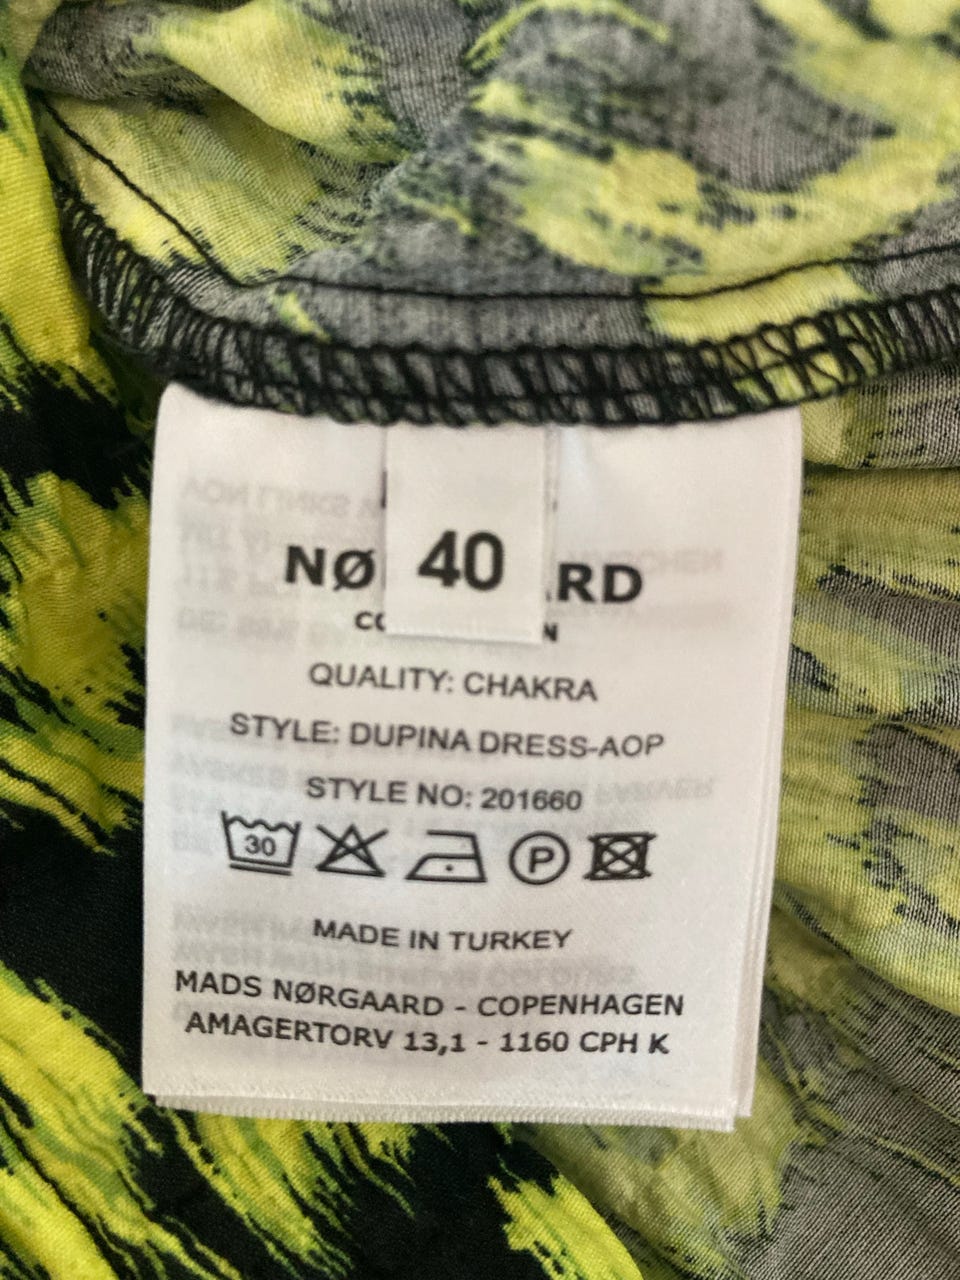 40
NØ RD
QUALITY: CHAKRA
STYLE: DUPINA DRESS-AOP
STYLE NO: 201660
30
P
MADE IN TURKEY
MADS NØRGAARD - COPENHAGEN
AMAGERTORV 13,1 - 1160 CPH K